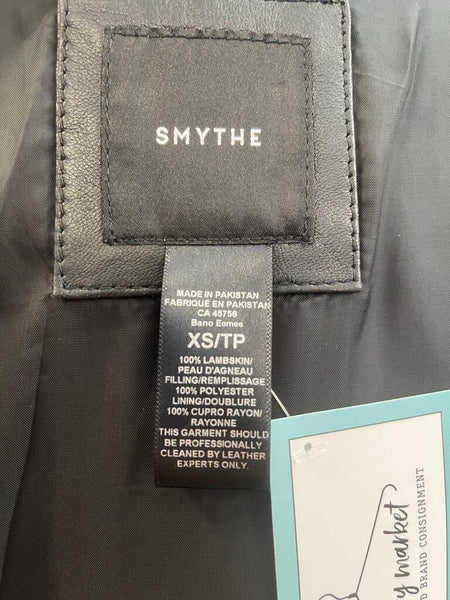 SMYTHE
MADE IN PAKISTAN
FABRIQUÉ EN PAKISTAN
CA 45756
Bano Eemee
XS/TP
100% LAMBSKIN/
PEAU D'AGNEAU
FILLING/REMPLISSAGE
100% POLYESTER
LINING/DOUBLURE
100% CUPRO RAYON/
RAYONNE
THIS GARMENT SHOULD
BE PROFESSIONALLY
CLEANED BY LEATHER
EXPERTS ONLY.
market
BRAND CONSIGNMENT